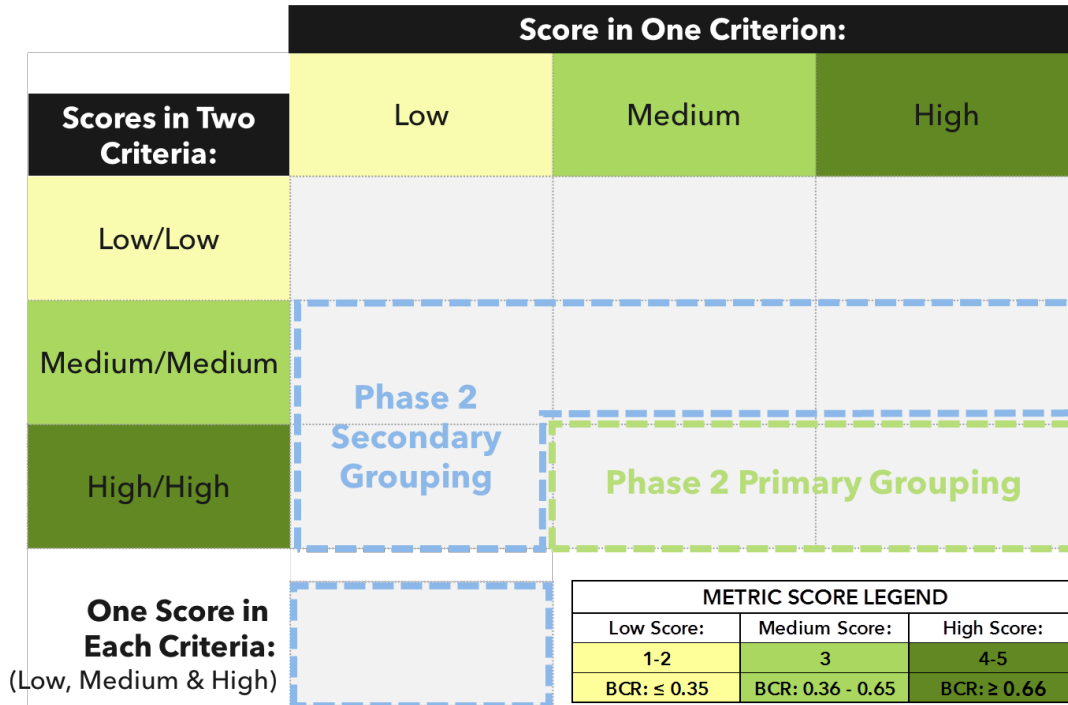 Score in One Criterion:
Scores in Two
Criteria:
Low
Medium
High
Low/Low
Medium/Medium
High/High
Phase 2
Secondary
Grouping
Phase 2 Primary Grouping
One Score in
Each Criteria:
(Low, Medium & High)
METRIC SCORE LEGEND
Low Score:
Medium Score:
High Score:
1-2
3
4-5
BCR: ≤ 0.35
BCR: 0.36 - 0.65
BCR: ≥ 0.66